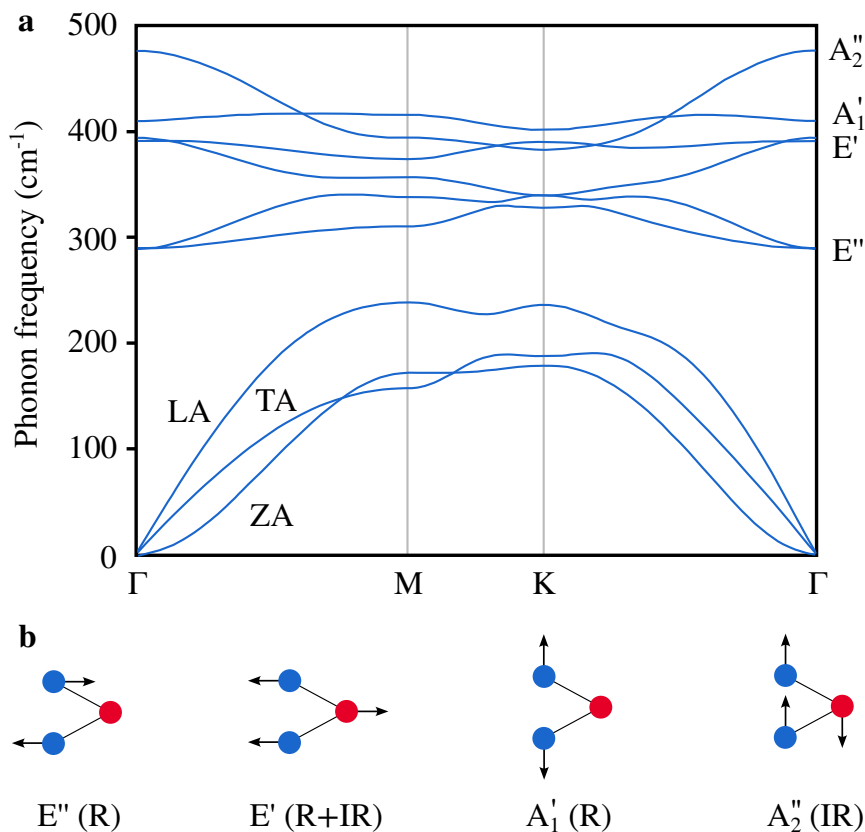 a
Phonon frequency (cm⁻¹)
500
400
300
200
100
0
LA
TA
ZA
A₂''
A₁'
E'
E''
Γ
M
K
Γ
b
E'' (R)
E' (R+IR)
A₁' (R)
A₂'' (IR)